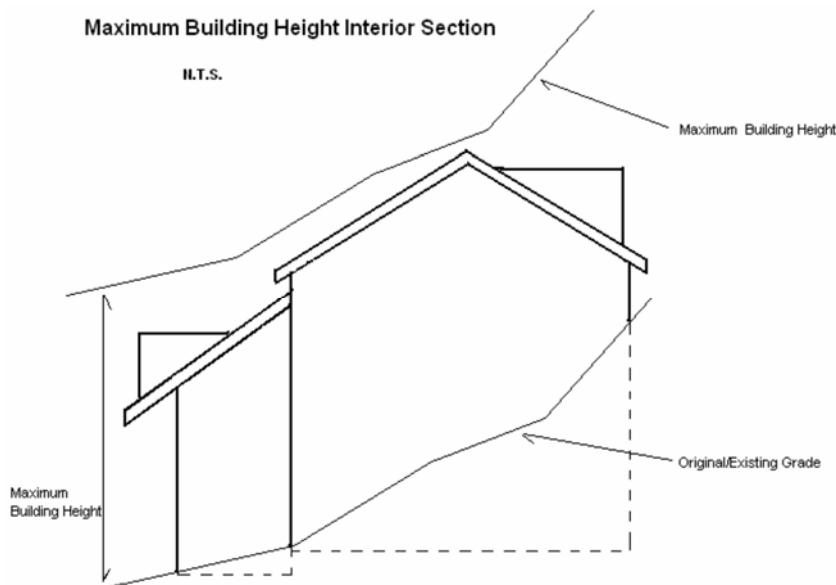 Maximum Building Height Interior Section
N.T.S.
Maximum Building Height
Original/Existing Grade
Maximum
Building Height